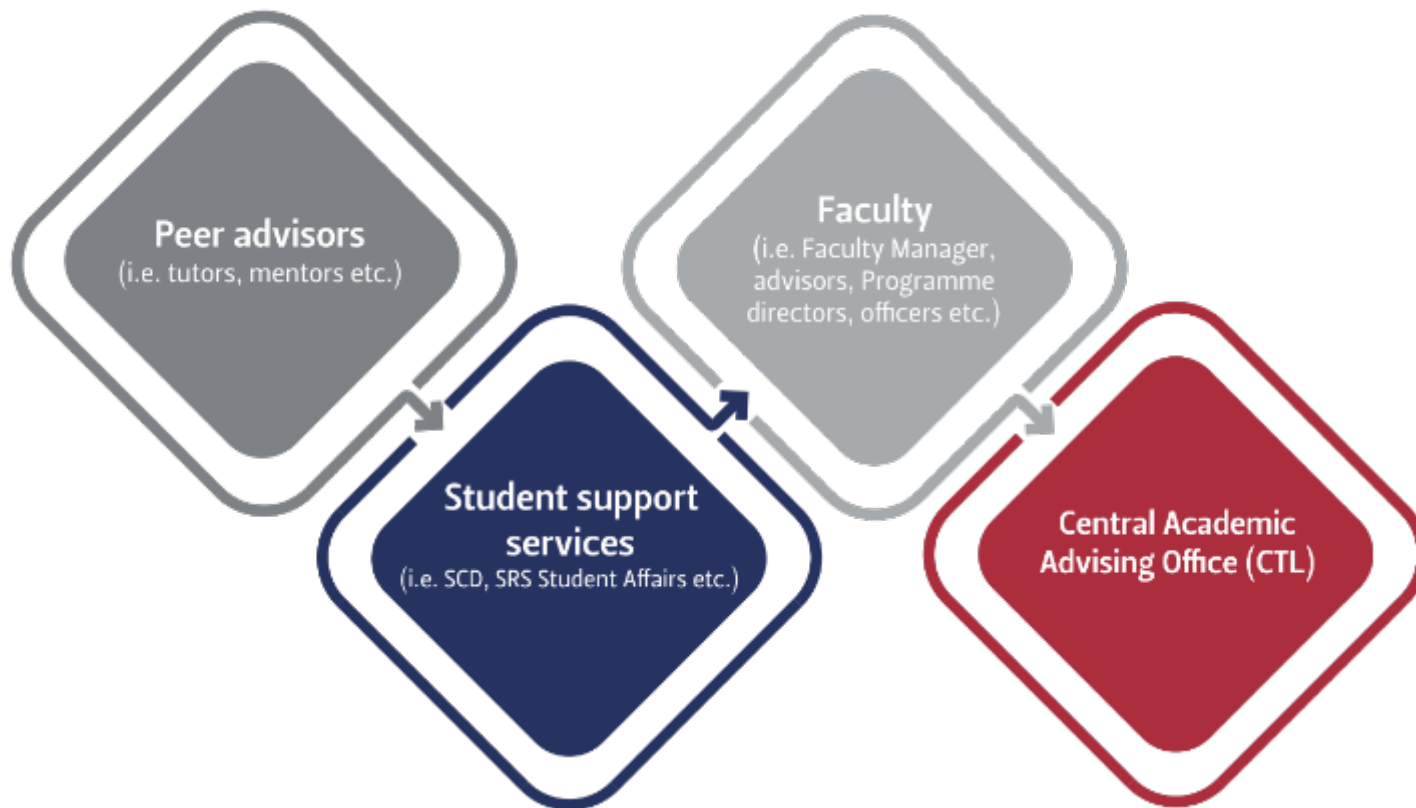 Peer advisors
(i.e. tutors, mentors etc.)
Student support
services
(i.e. SCD, SRS Student Affairs etc.)
Faculty
(i.e. Faculty Manager,
advisors, Programme
directors, officers etc.)
Central Academic
Advising Office (CTL)